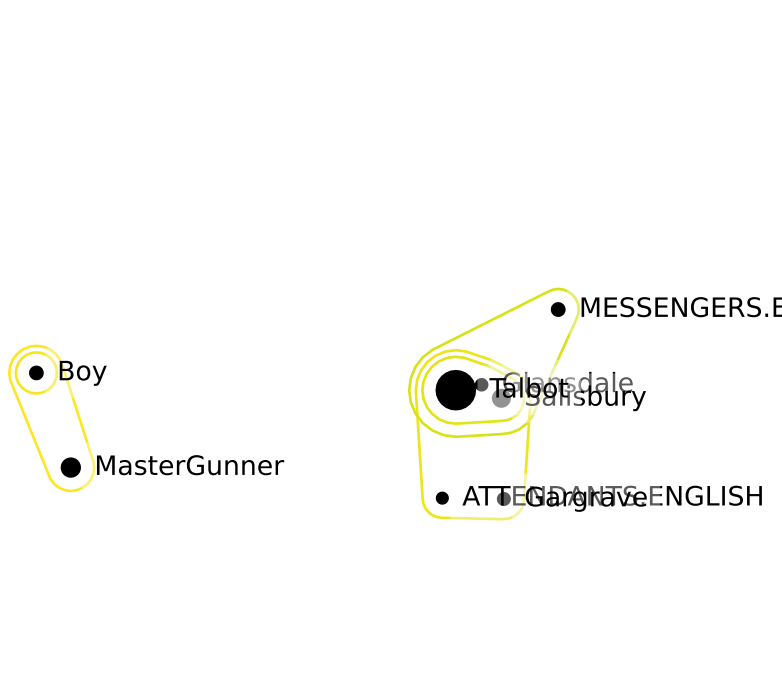 MESSENGERS.E
Boy
Glansdale
Talbot
Salisbury
MasterGunner
ATTENDANTS.ENGLISH
Gargrave